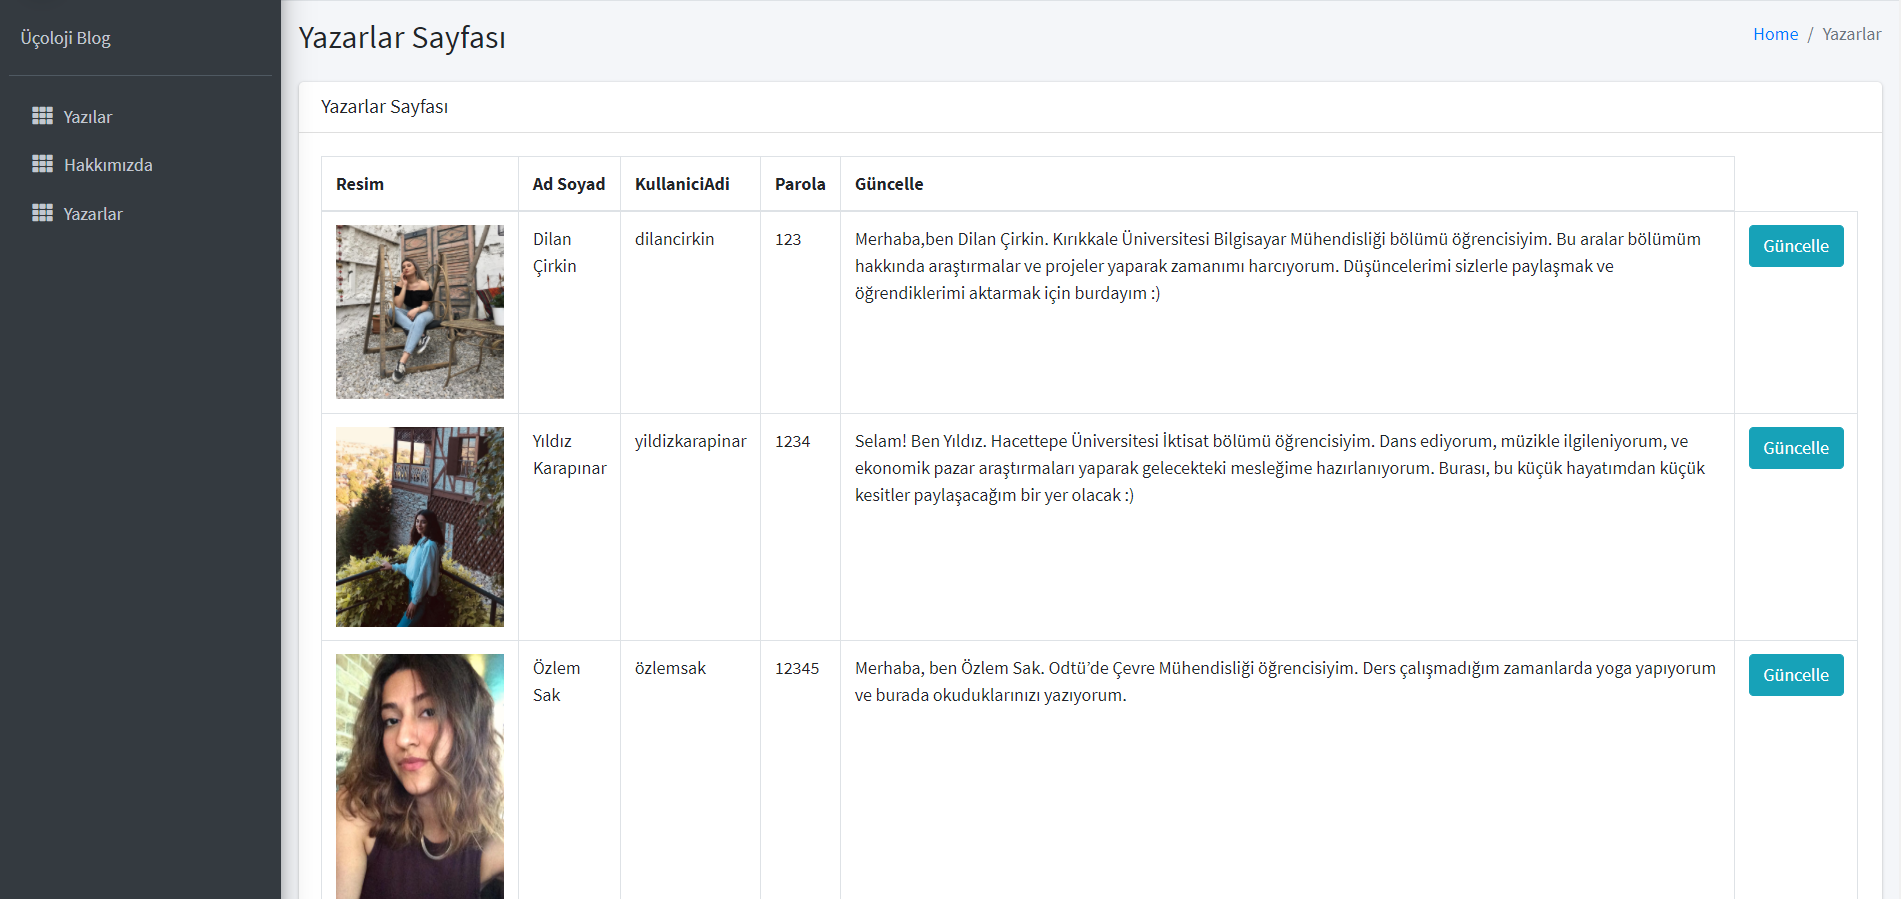 Üçoloji Blog
Yazılar
Hakkımızda
Yazarlar
Yazarlar Sayfası
Home / Yazarlar
Yazarlar Sayfası
Resim Ad Soyad KullaniciAdi Parola Güncelle
Dilan
Çirkin
dilancirkin
123
Merhaba,ben Dilan Çirkin. Kırıkkale Üniversitesi Bilgisayar Mühendisliği bölümü öğrencisiyim. Bu aralar bölümüm
hakkında araştırmalar ve projeler yaparak zamanımı harcıyorum. Düşüncelerimi sizlerle paylaşmak ve
öğrendiklerimi aktarmak için burdayım :)
Güncelle
Yıldız
Karapınar
yildizkarapinar
1234
Selam! Ben Yıldız. Hacettepe Üniversitesi İktisat bölümü öğrencisiyim. Dans ediyorum, müzikle ilgileniyorum, ve
ekonomik pazar araştırmaları yaparak gelecekteki mesleğime hazırlanıyorum. Burası, bu küçük hayatımdan küçük
kesitler paylaşacağım bir yer olacak :)
Güncelle
Özlem
Sak
özlemsak
12345
Merhaba, ben Özlem Sak. Odtü’de Çevre Mühendisliği öğrencisiyim. Ders çalışmadığım zamanlarda yoga yapıyorum
ve burada okuduklarınızı yazıyorum.
Güncelle